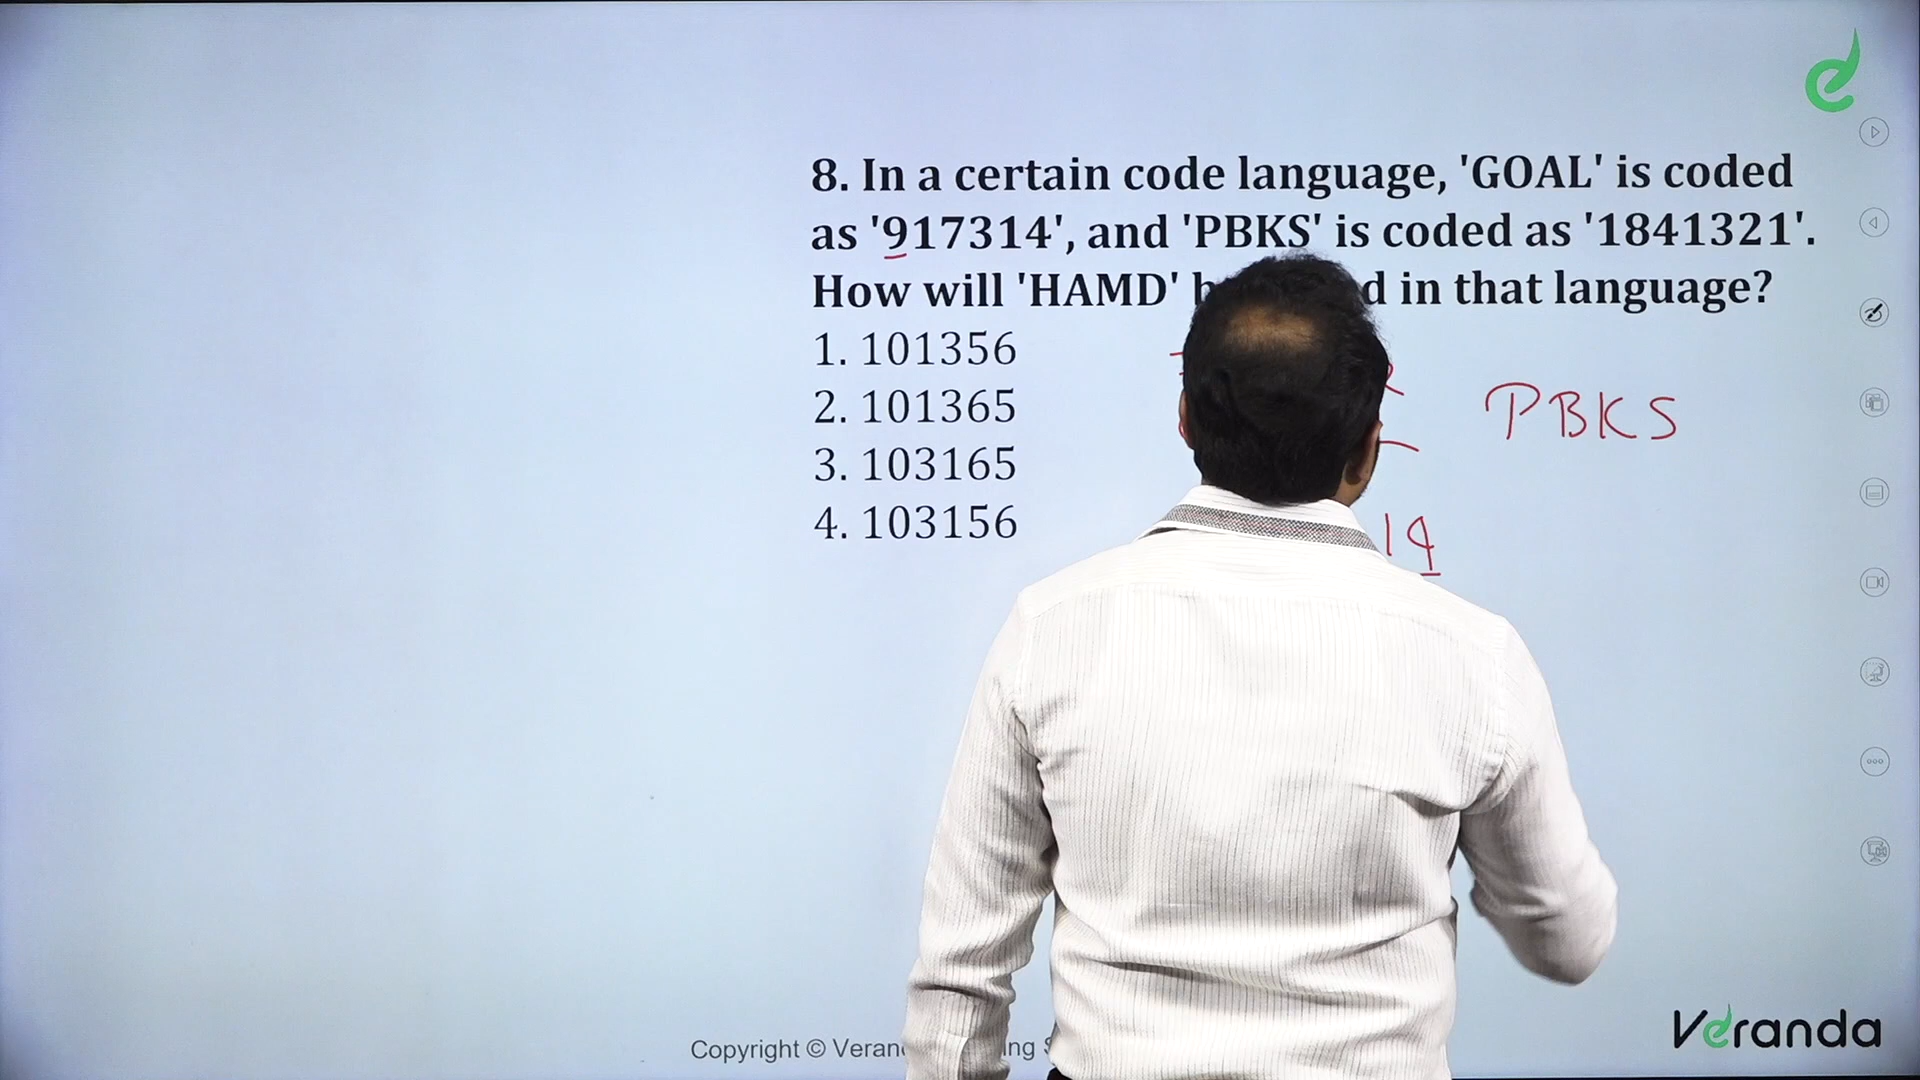 8. In a certain code language, 'GOAL' is coded
as '917314', and 'PBKS' is coded as '1841321'.
How will 'HAMD' b d in that language?
1. 101356
2. 101365
3. 103165
4. 103156
PBKS
14
Copyright © Veran ng S
Veranda